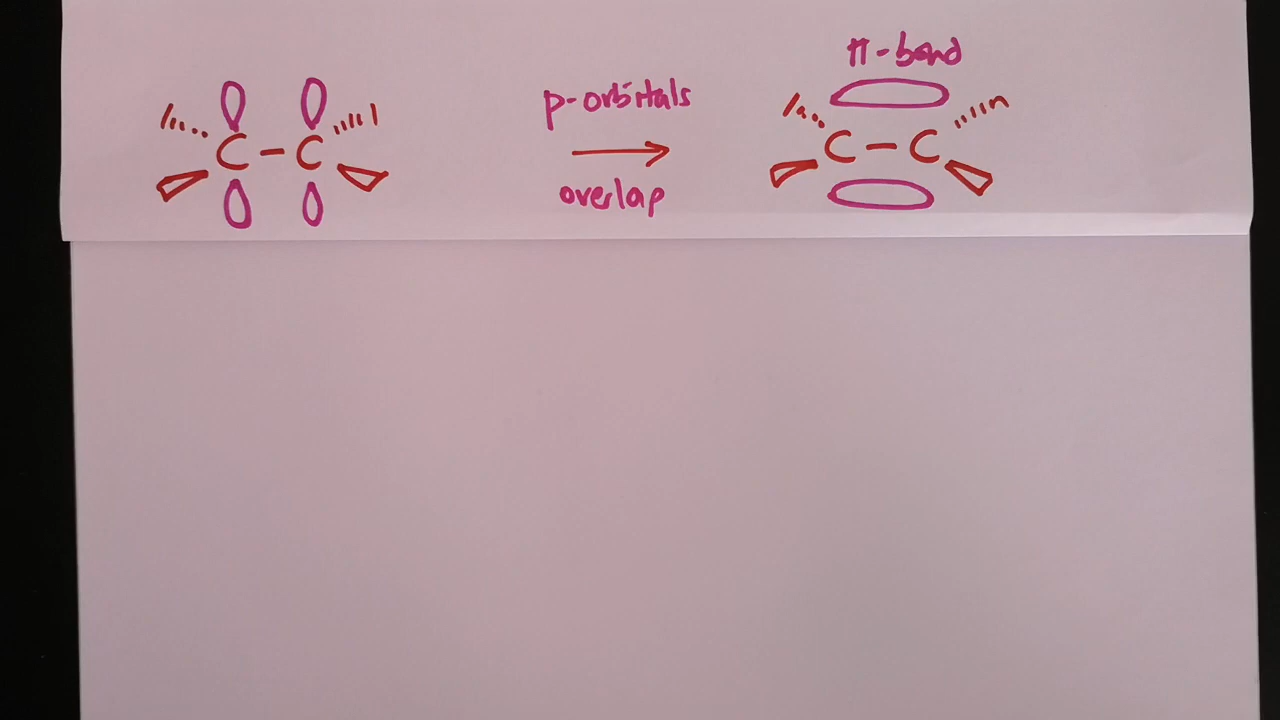 π-bond
p-orbitals
C - C
C - C
overlap